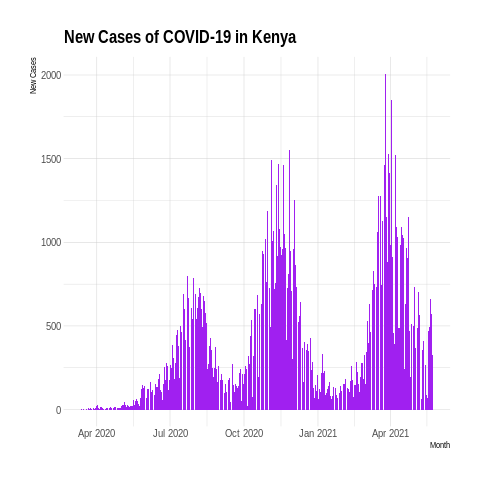 New Cases of COVID-19 in Kenya
New Cases
2000
1500
1000
500
0
Apr 2020 Jul 2020 Oct 2020 Jan 2021 Apr 2021
Month